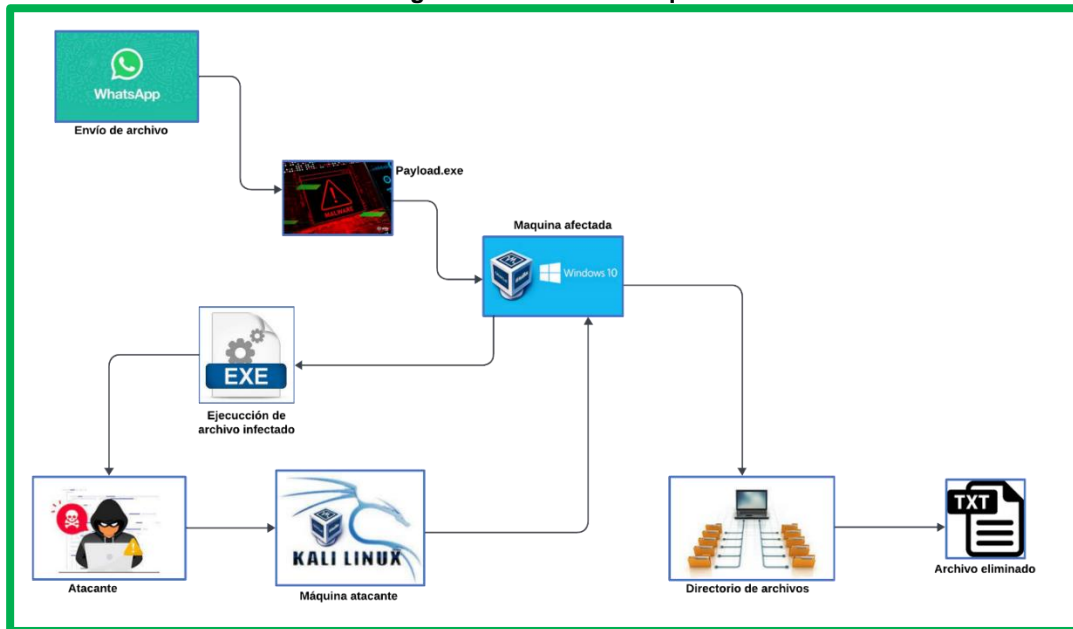 WhatsApp
Envío de archivo
Payload.exe
MALWARE
Maquina afectada
Windows 10
EXE
Ejecucción de
archivo infectado
Atacante
KALI LINUX
Máquina atacante
Directorio de archivos
TXT
Archivo eliminado